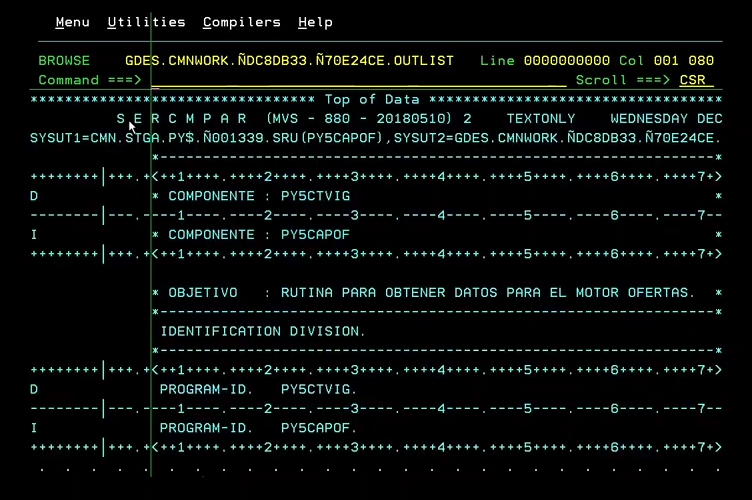 Menu Utilities Compilers Help
BROWSE GDES.CMNWORK.ÑDC8DB33.Ñ70E24CE.OUTLIST Line 0000000000 Col 001 080
Command ===> Scroll ===> CSR
******************************** Top of Data *********************************
S E R C M P A R (MVS - 880 - 20180510) 2 TEXTONLY WEDNESDAY DEC
SYSUT1=CMN.STGA.PY$.Ñ001339.SRU(PY5CAPOF),SYSUT2=GDES.CMNWORK.ÑDC8DB33.Ñ70E24CE.
*----------------------------------------------------------------*
++++++++|+++.+<++1++++.++++2++++.++++3++++.++++4++++.++++5++++.++++6++++.++++7+>
D * COMPONENTE : PY5CTVIG *
--------|---.----1----.----2----.----3----.----4----.----5----.----6----.----7--
I * COMPONENTE : PY5CAPOF *
++++++++|+++.+<++1++++.++++2++++.++++3++++.++++4++++.++++5++++.++++6++++.++++7+>
* OBJETIVO : RUTINA PARA OBTENER DATOS PARA EL MOTOR OFERTAS. *
*----------------------------------------------------------------*
IDENTIFICATION DIVISION.
*----------------------------------------------------------------*
++++++++|+++.+<++1++++.++++2++++.++++3++++.++++4++++.++++5++++.++++6++++.++++7+>
D PROGRAM-ID. PY5CTVIG.
--------|---.----1----.----2----.----3----.----4----.----5----.----6----.----7--
I PROGRAM-ID. PY5CAPOF.
++++++++|+++.+<++1++++.++++2++++.++++3++++.++++4++++.++++5++++.++++6++++.++++7+>
. . . . . . . . . . . . . . . . . . . . . . . . . . .